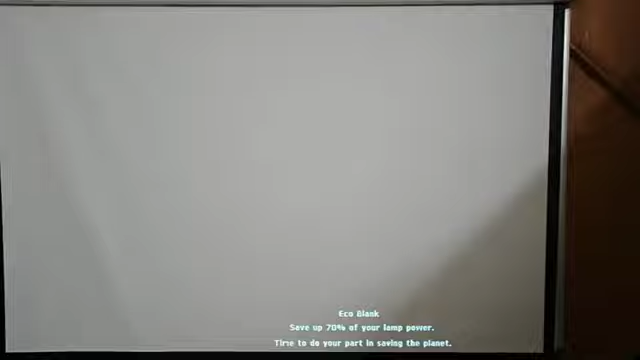 Eco Blank
Save up 70% of your lamp power.
Time to do your part in saving the planet.